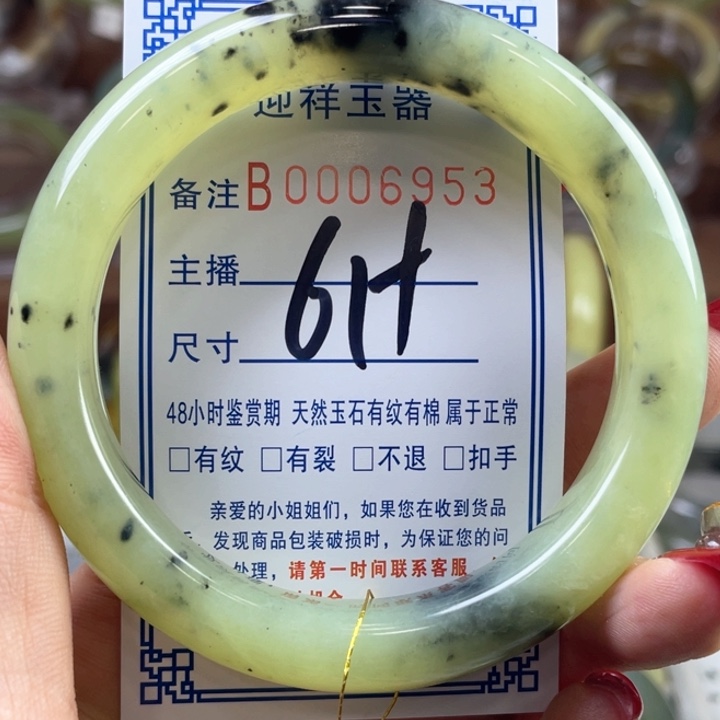 迎祥玉器
备注 B0006953
主播
尺寸 61+
48小时鉴赏期 天然玉石有纹有棉 属于正常
□有纹 □有裂 □不退 □扣手
亲爱的小姐姐们，如果您在收到货品
发现商品包装破损时，为保证您的问
处理，请第一时间联系客服